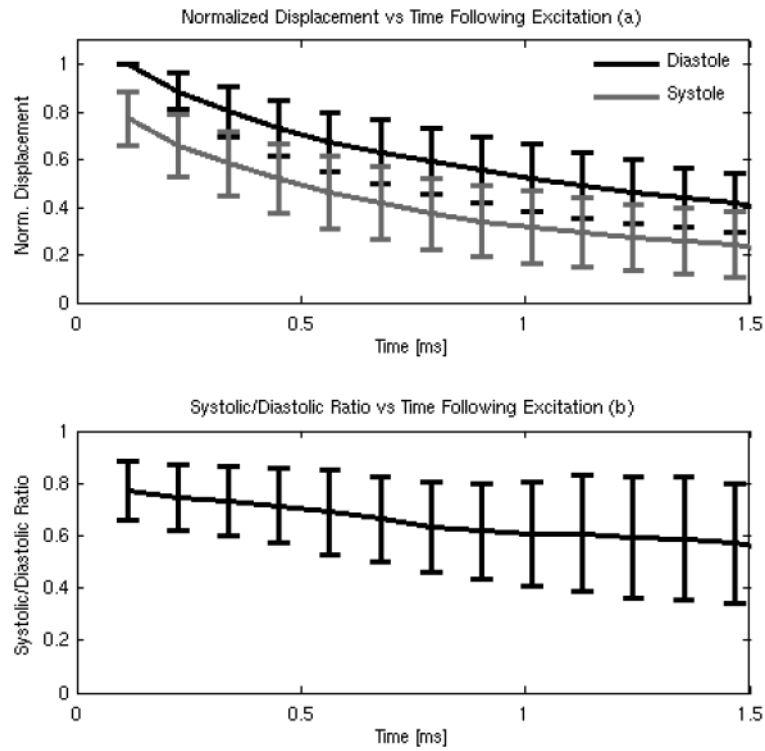 Normalized Displacement vs Time Following Excitation (a)
Norm. Displacement
1
0.8
0.6
0.4
0.2
0
Diastole
Systole
0
0.5
1
1.5
Time [ms]
Systolic/Diastolic Ratio vs Time Following Excitation (b)
Systolic/Diastolic Ratio
1
0.8
0.6
0.4
0.2
0
0
0.5
1
1.5
Time [ms]